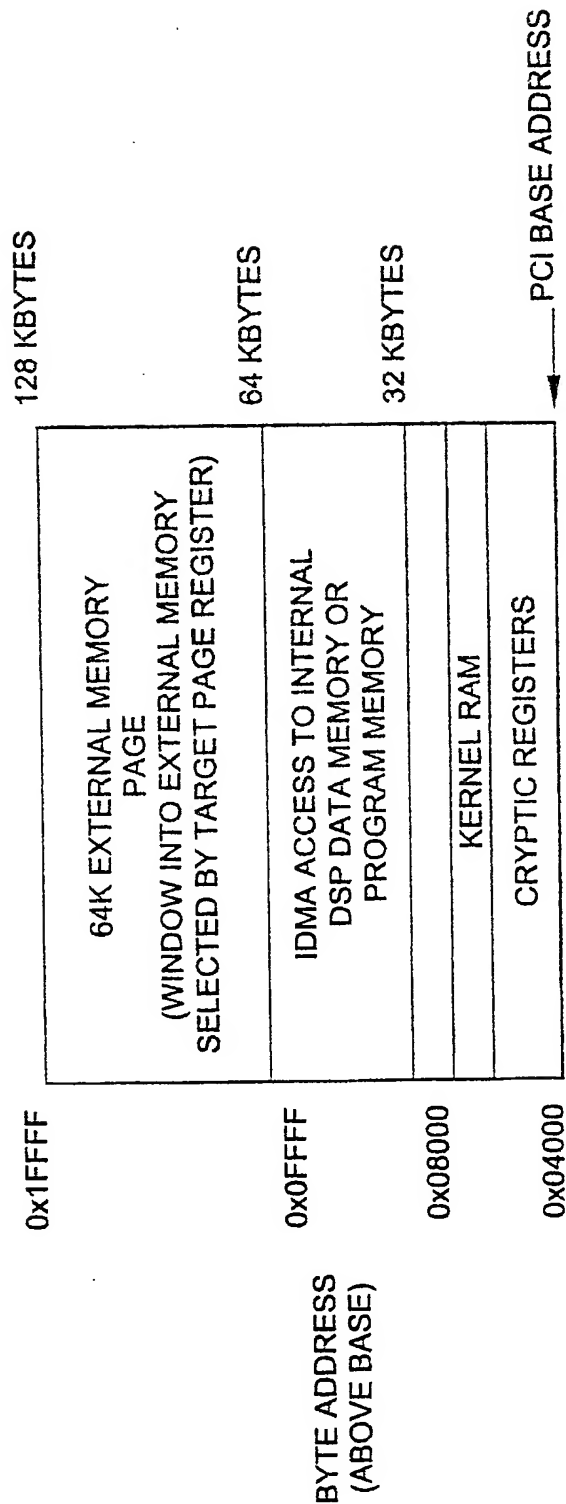 128 KBYTES
0x1FFFF
64K EXTERNAL MEMORY
PAGE
(WINDOW INTO EXTERNAL MEMORY
SELECTED BY TARGET PAGE REGISTER)
64 KBYTES
0x0FFFF
BYTE ADDRESS
(ABOVE BASE)
IDMA ACCESS TO INTERNAL
DSP DATA MEMORY OR
PROGRAM MEMORY
32 KBYTES
0x08000
KERNEL RAM
CRYPTIC REGISTERS
0x04000
PCI BASE ADDRESS